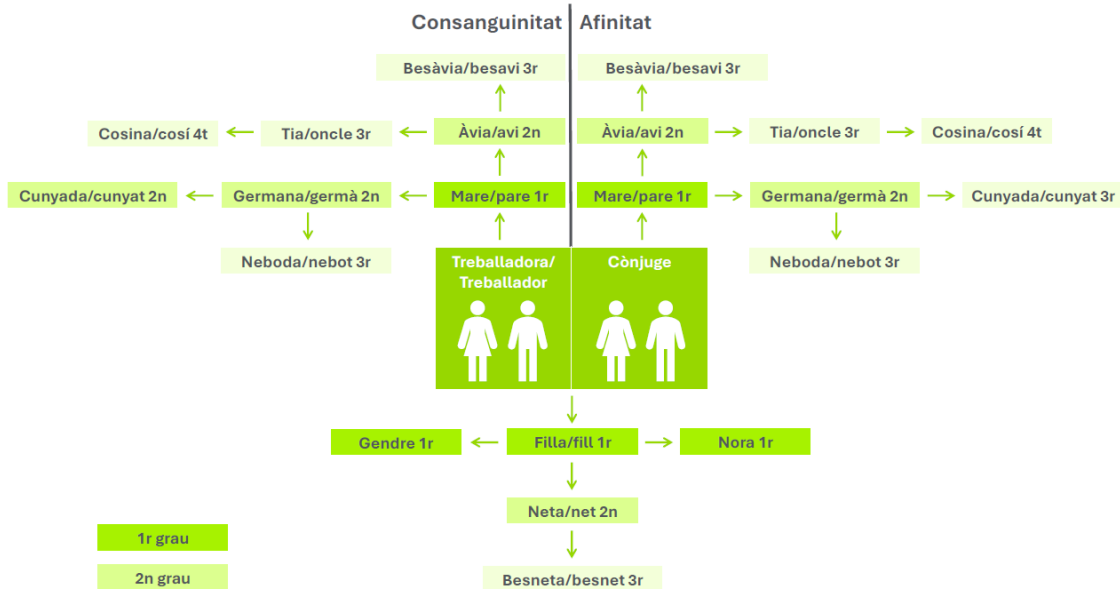 Consanguinitat
Afinitat
Besàvia/besavi 3r
Besàvia/besavi 3r
Cosina/cosí 4t
Tia/oncle 3r
Àvia/avi 2n
Àvia/avi 2n
Tia/oncle 3r
Cosina/cosí 4t
Cunyada/cunyat 2n
Germana/germà 2n
Mare/pare 1r
Mare/pare 1r
Germana/germà 2n
Cunyada/cunyat 3r
Neboda/nebot 3r
Treballadora/
Treballador
Cònjuge
Neboda/nebot 3r
Gendre 1r
Filla/fill 1r
Nora 1r
Neta/net 2n
Besneta/besnet 3r
1r grau
2n grau